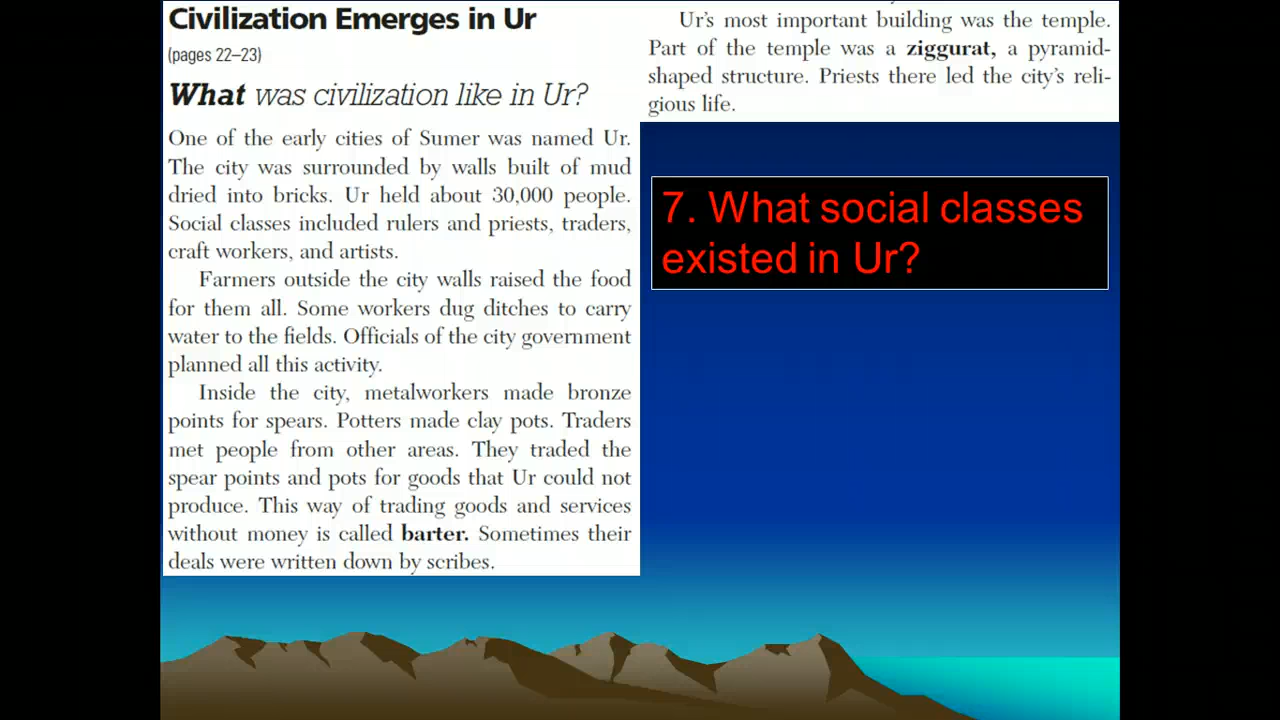 Civilization Emerges in Ur
(pages 22–23)
What was civilization like in Ur?
One of the early cities of Sumer was named Ur.
The city was surrounded by walls built of mud
dried into bricks. Ur held about 30,000 people.
Social classes included rulers and priests, traders,
craft workers, and artists.
Farmers outside the city walls raised the food
for them all. Some workers dug ditches to carry
water to the fields. Officials of the city government
planned all this activity.
Inside the city, metalworkers made bronze
points for spears. Potters made clay pots. Traders
met people from other areas. They traded the
spear points and pots for goods that Ur could not
produce. This way of trading goods and services
without money is called barter. Sometimes their
deals were written down by scribes.
Ur's most important building was the temple.
Part of the temple was a ziggurat, a pyramid-
shaped structure. Priests there led the city's reli-
gious life.
7. What social classes
existed in Ur?